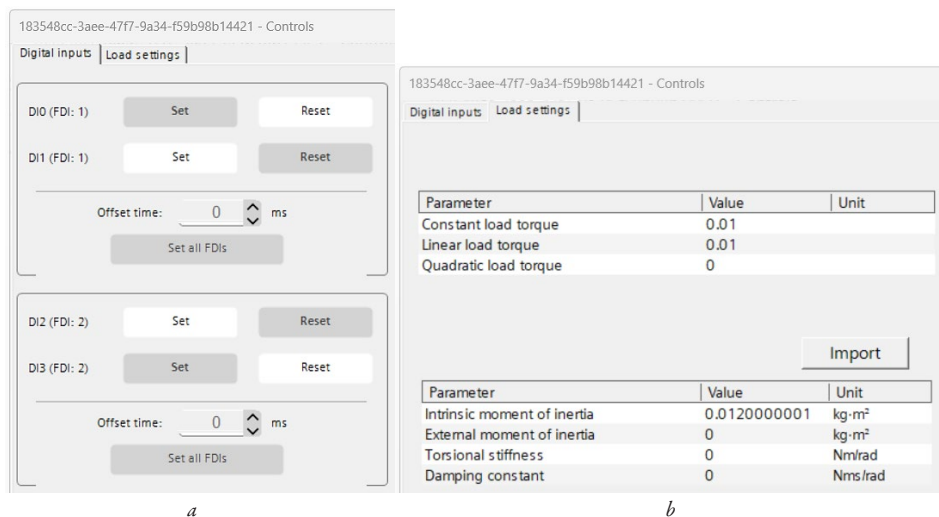 183548cc-3aee-47f7-9a34-f59b98b14421 - Controls
Digital inputs Load settings
DI0 (FDI: 1) Set Reset
DI1 (FDI: 1) Set Reset
Offset time: 0 ms
Set all FDIs
DI2 (FDI: 2) Set Reset
DI3 (FDI: 2) Set Reset
Offset time: 0 ms
Set all FDIs
a
183548cc-3aee-47f7-9a34-f59b98b14421 - Controls
Digital inputs Load settings
Parameter Value Unit
Constant load torque 0.01
Linear load torque 0.01
Quadratic load torque 0
Import
Parameter Value Unit
Intrinsic moment of inertia 0.0120000001 kg·m²
External moment of inertia 0 kg·m²
Torsional stiffness 0 Nm/rad
Damping constant 0 Nms/rad
b